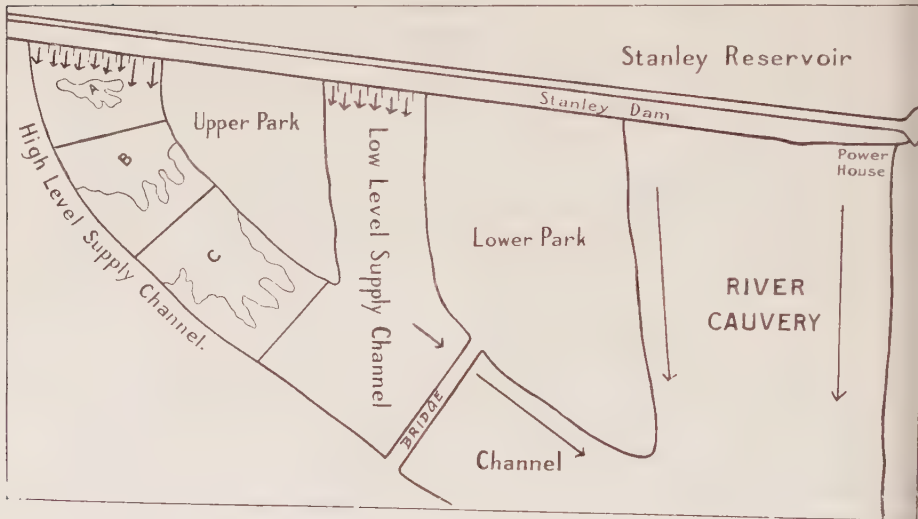 Stanley Reservoir
Stanley Dam
Power
House
A
Upper Park
B
High Level Supply Channel.
Low Level Supply Channel
C
Lower Park
RIVER
CAUVERY
BRIDGE
Channel